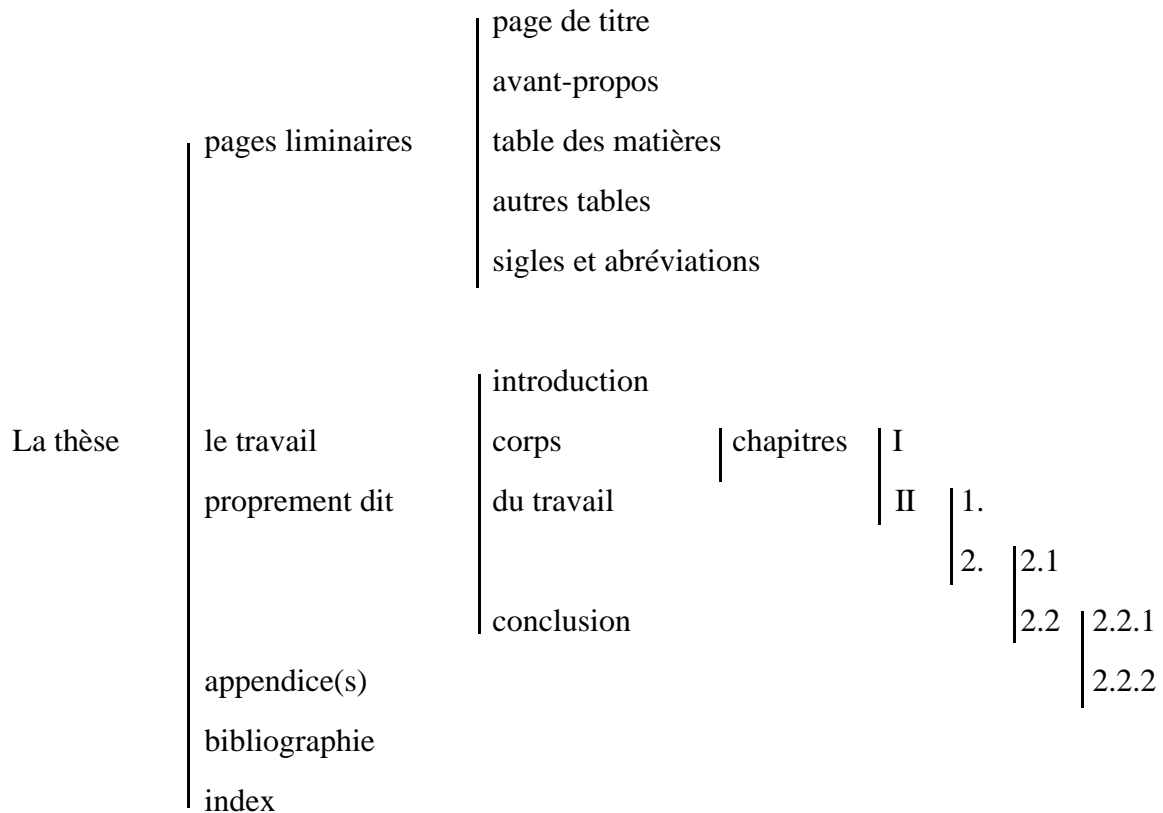 page de titre
avant-propos
pages liminaires table des matières
autres tables
sigles et abréviations
introduction
La thèse le travail corps chapitres I
proprement dit du travail II 1.
2. 2.1
conclusion 2.2 2.2.1
appendice(s) 2.2.2
bibliographie
index